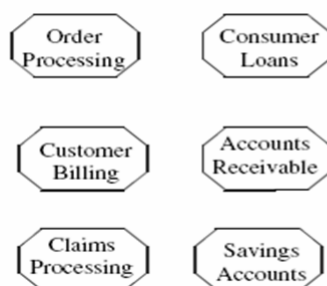 Order
Processing
Consumer
Loans
Customer
Billing
Accounts
Receivable
Claims
Processing
Savings
Accounts